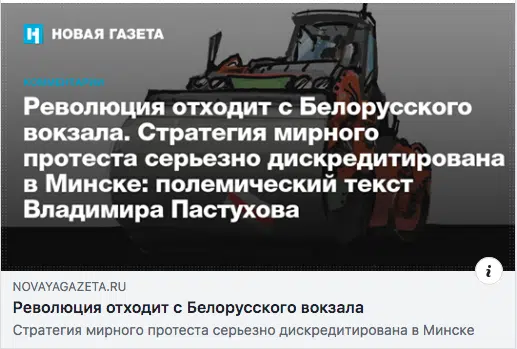 НОВАЯ ГАЗЕТА
КОММЕНТАРИИ
Революция отходит с Белорусского
вокзала. Стратегия мирного
протеста серьезно дискредитирована
в Минске: полемический текст
Владимира Пастухова
i
NOVAYAGAZETA.RU
Революция отходит с Белорусского вокзала
Стратегия мирного протеста серьезно дискредитирована в Минске